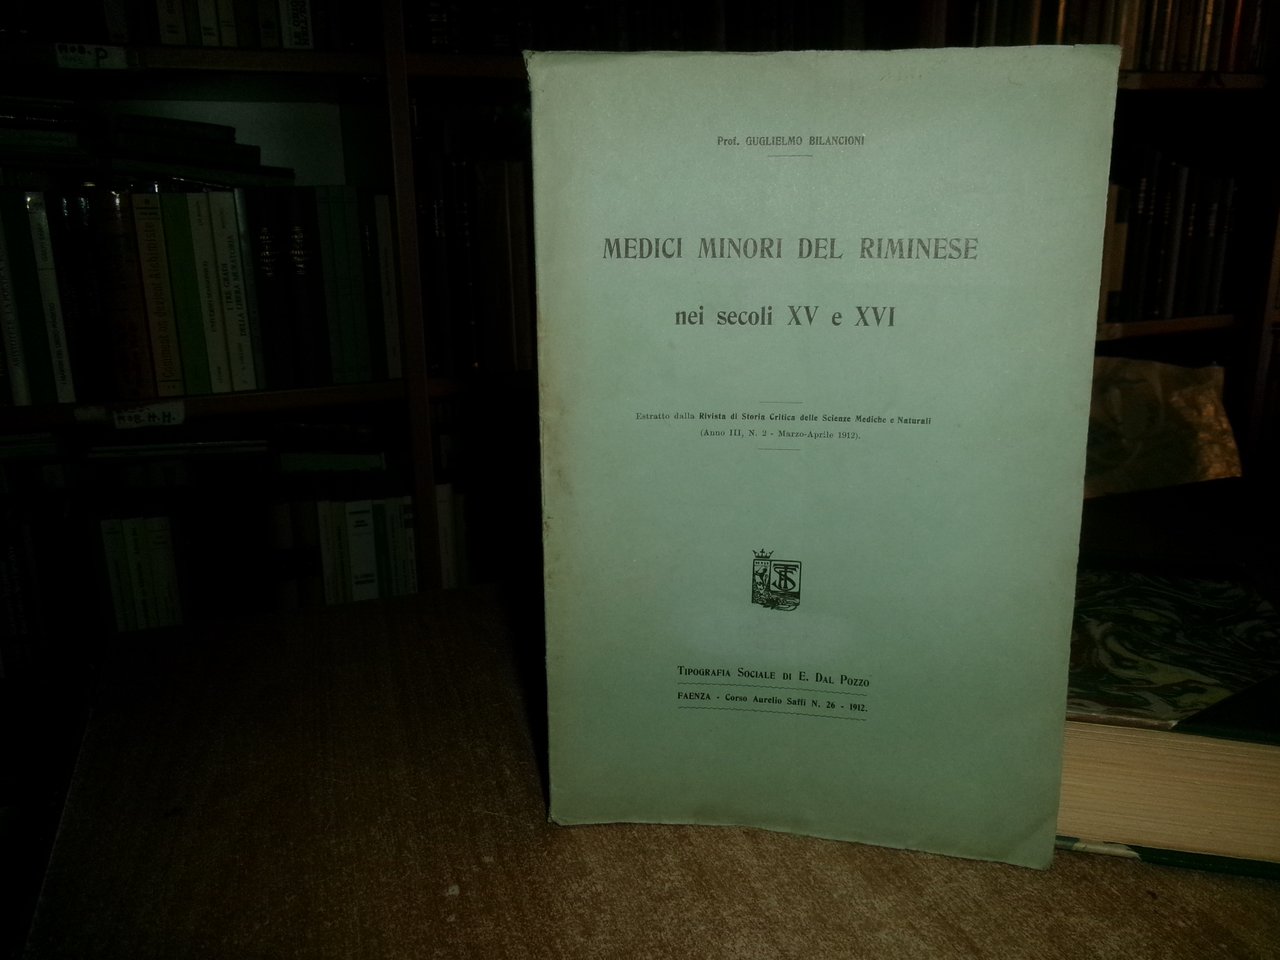 Prof. GUGLIELMO BILANCIONI
MEDICI MINORI DEL RIMINESE
nei secoli XV e XVI
Estratto dalla Rivista di Storia Critica delle Scienze Mediche e Naturali
(Anno III, N. 2 - Marzo-Aprile 1912).
TIPOGRAFIA SOCIALE DI E. DAL POZZO
FAENZA - Corso Aurelio Saffi N. 26 - 1912.